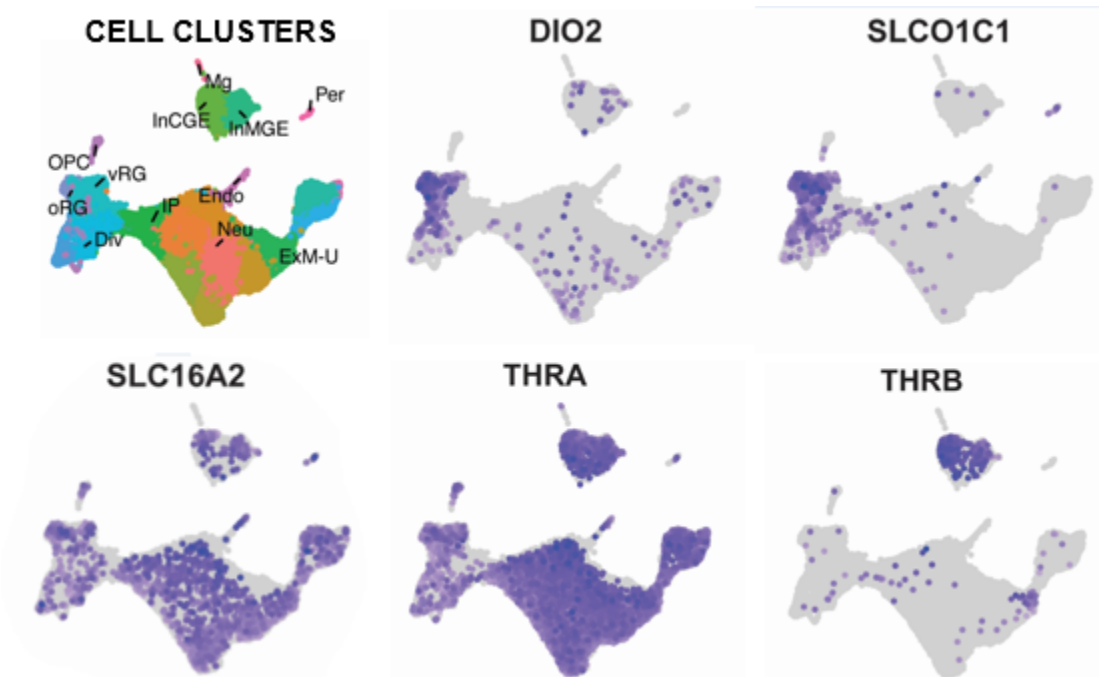 CELL CLUSTERS
DIO2
SLCO1C1
Mg
Per
InCGE
InMGE
OPC
vRG
oRG
IP
Endo
Div
Neu
ExM-U
SLC16A2
THRA
THRB